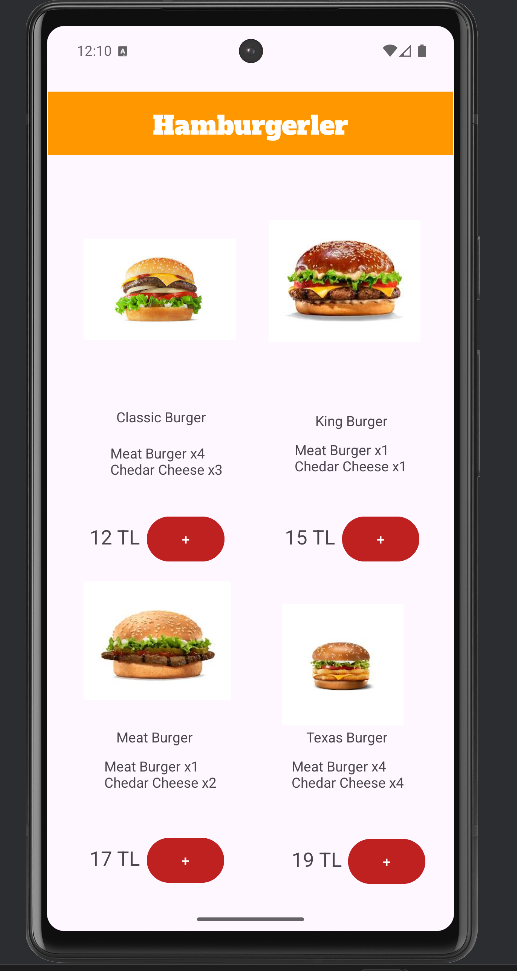 12:10 A
Hamburgerler
Classic Burger
Meat Burger x4
Chedar Cheese x3
12 TL +
King Burger
Meat Burger x1
Chedar Cheese x1
15 TL +
Meat Burger
Meat Burger x1
Chedar Cheese x2
17 TL +
Texas Burger
Meat Burger x4
Chedar Cheese x4
19 TL +